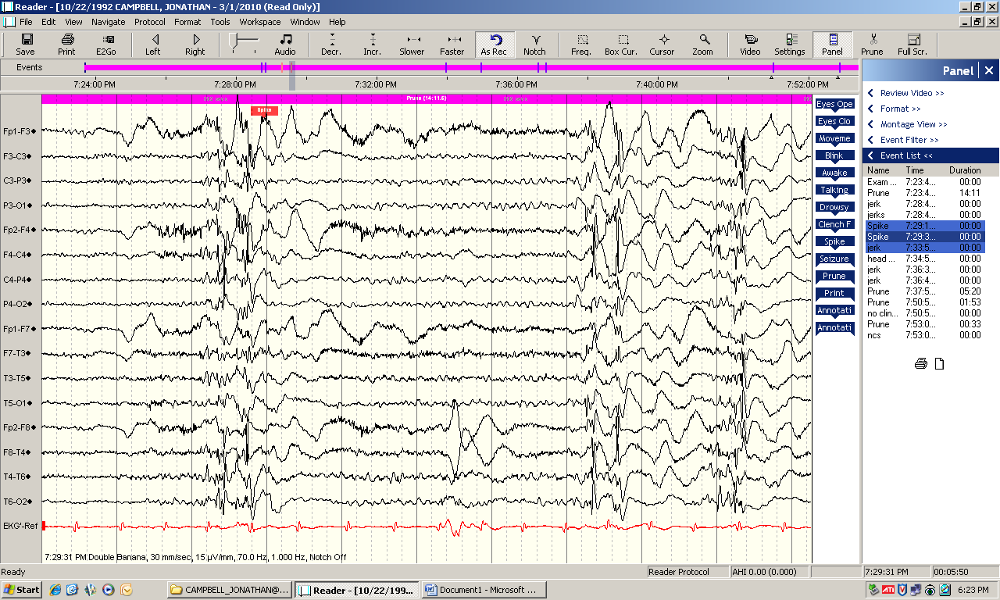 Reader - [10/22/1992 CAMPBELL, JONATHAN - 3/1/2010 (Read Only)]
File Edit View Navigate Protocol Format Tools Workspace Window Help
Save Print E2Go Left Right Audio Decr. Incr. Slower Faster As Rec Notch Freq. Box Cur. Cursor Zoom Video Settings Panel Prune Full Scr.
Events
7:24:00 PM 7:28:00 PM 7:32:00 PM 7:36:00 PM 7:40:00 PM 7:52:00 PM
Prune (14:11.6)
Spike
Fp1-F3
F3-C3
C3-P3
P3-O1
Fp2-F4
F4-C4
C4-P4
P4-O2
Fp1-F7
F7-T3
T3-T5
T5-O1
Fp2-F8
F8-T4
T4-T6
T6-O2
EKG'-Ref
7:29:31 PM Double Banana, 30 mm/sec, 15 µV/mm, 70.0 Hz, 1.000 Hz, Notch Off
Eyes Ope
Eyes Clo
Moveme
Blink
Awake
Talking
Drowsy
Clench F
Spike
Seizure
Prune
Print
Annotati
Annotati
Panel
Review Video >>
Format >>
Montage View >>
Event Filter >>
Event List <<
Name Time Duration
Exam ... 7:23:4... 00:00
Prune 7:23:4... 14:11
jerk 7:28:4... 00:00
jerks 7:28:4... 00:00
Spike 7:29:1... 00:00
Spike 7:29:3... 00:00
jerk 7:33:5... 00:00
head ... 7:34:5... 00:00
jerk 7:36:3... 00:00
jerk 7:36:4... 00:00
Prune 7:37:5... 05:20
Prune 7:50:5... 01:53
no clin... 7:50:5... 00:00
Prune 7:53:0... 00:33
ncs 7:53:0... 00:00
Ready Reader Protocol AHI 0.00 (0.000) 7:29:31 PM 00:05:50
Start CAMPBELL_JONATHAN@... Reader - [10/22/199... Document1 - Microsoft ... ATI 6:23 PM